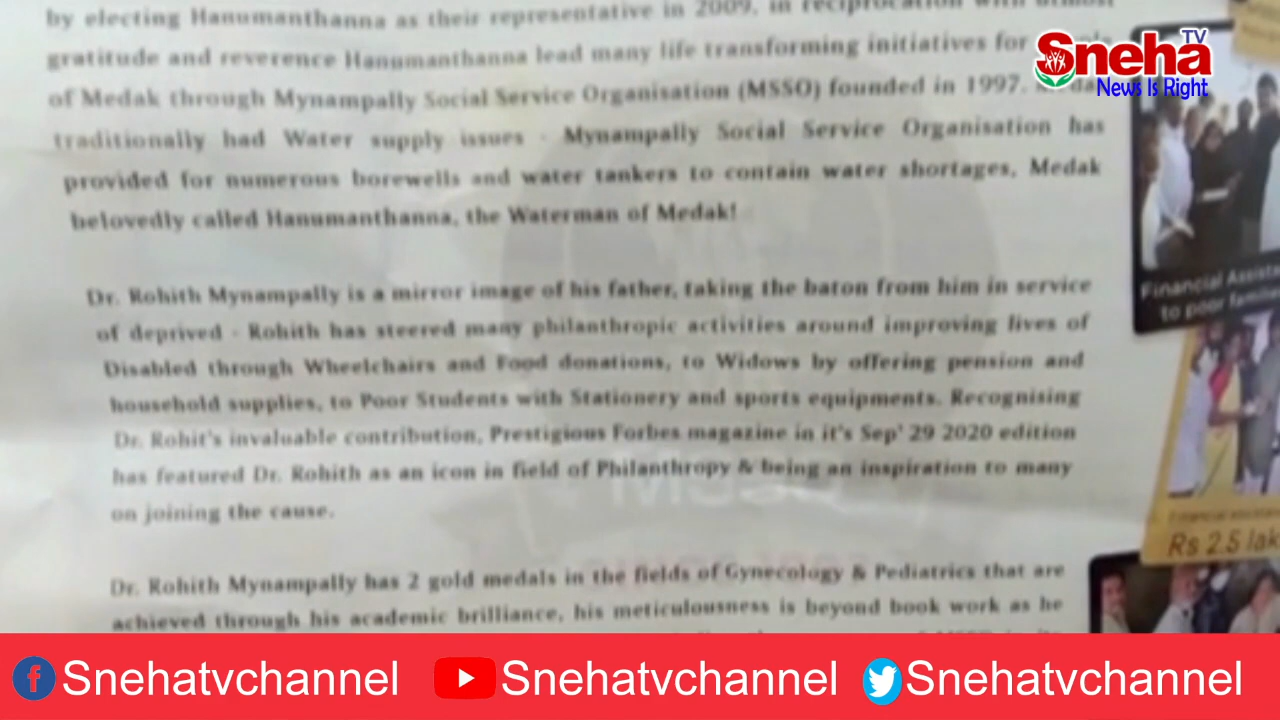 by electing Hanumanthanna as their representative in 2009, in reciprocation with utmost
gratitude and reverence Hanumanthanna lead many life transforming initiatives for
of Medak through Mynampally Social Service Organisation (MSSO) founded in 1997.
traditionally had Water supply issues - Mynampally Social Service Organisation has
provided for numerous borewells and water tankers to contain water shortages, Medak
belovedly called Hanumanthanna, the Waterman of Medak!
Dr. Rohith Mynampally is a mirror image of his father, taking the baton from him in service
of deprived - Rohith has steered many philanthropic activities around improving lives of
Disabled through Wheelchairs and Food donations, to Widows by offering pension and
household supplies, to Poor Students with Stationery and sports equipments. Recognising
Dr. Rohit's invaluable contribution, Prestigious Forbes magazine in it's Sep' 29 2020 edition
has featured Dr. Rohith as an icon in field of Philanthropy & being an inspiration to many
on joining the cause.
Dr. Rohith Mynampally has 2 gold medals in the fields of Gynecology & Pediatrics that are
achieved through his academic brilliance, his meticulousness is beyond book work as he
Sneha TV
News Is Right
Financial Assista
to poor familie
Rs 2.5 lak
MSSO
Snehatvchannel
Snehatvchannel
Snehatvchannel